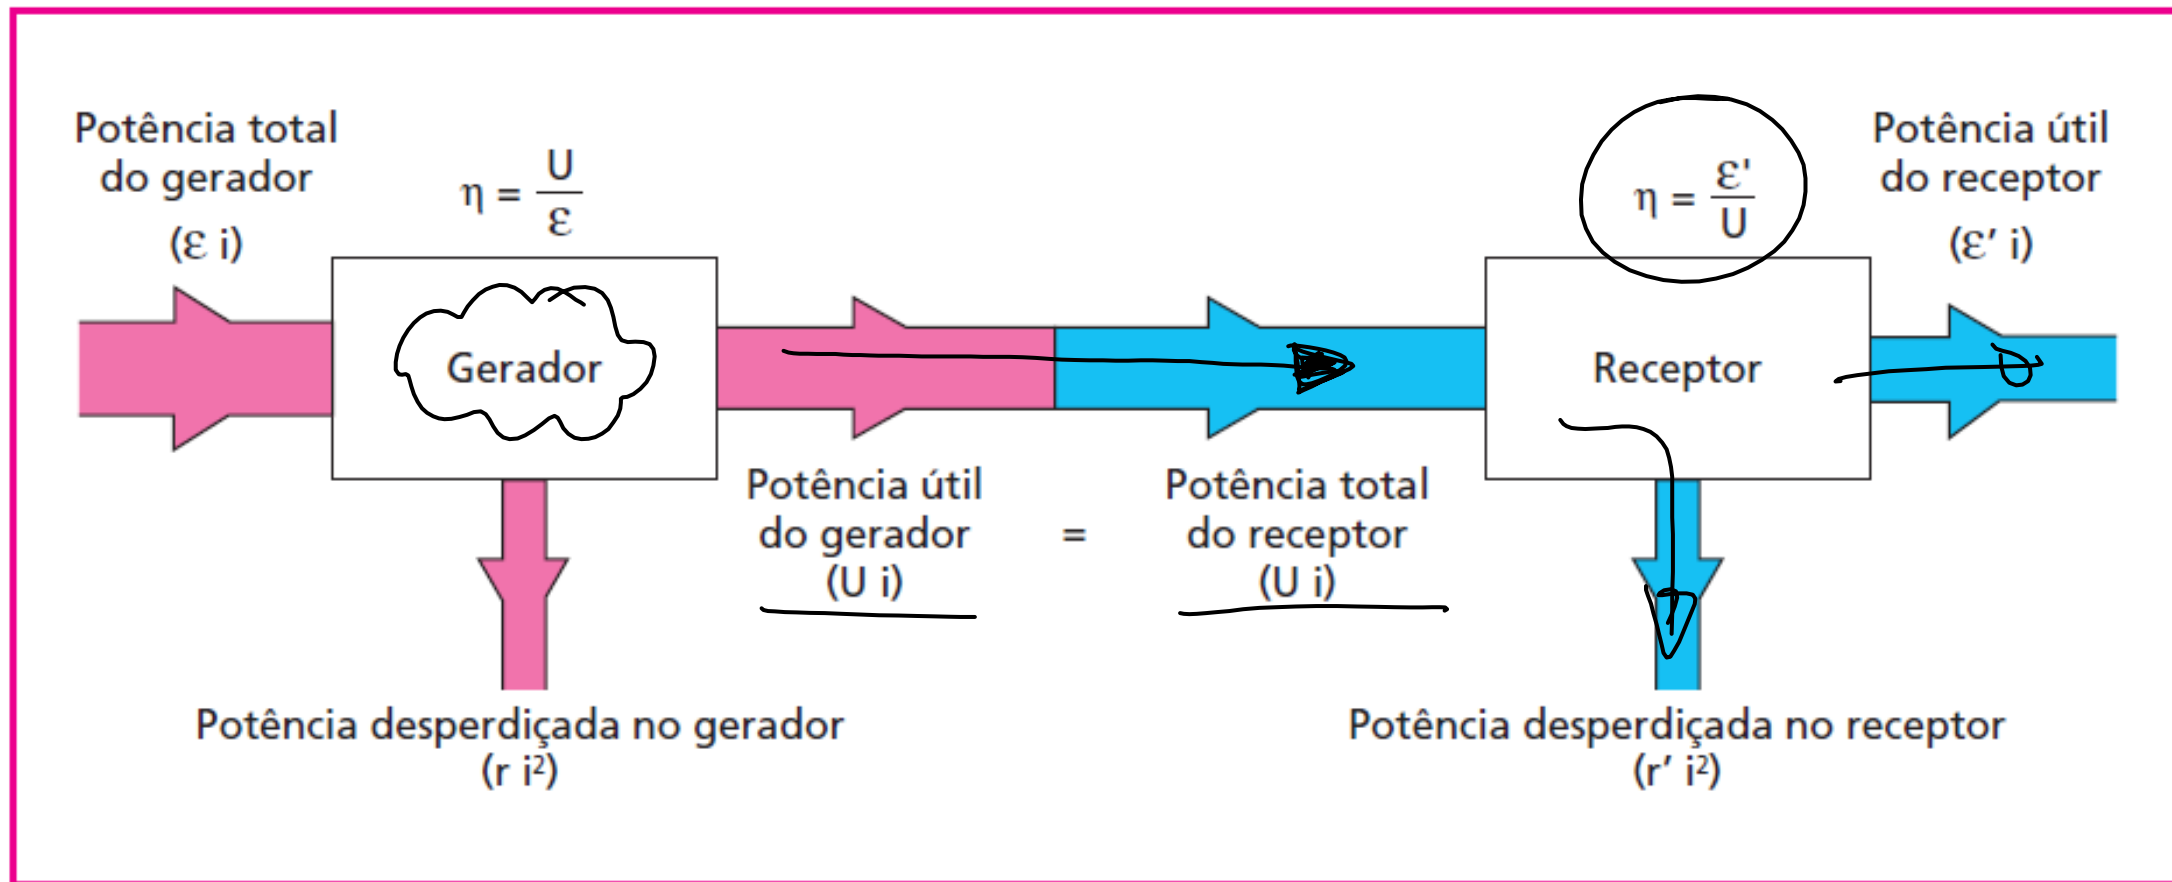 Potência total
do gerador
(Ɛ i)
η = U / Ɛ
Gerador
Potência desperdiçada no gerador
(r i²)
Potência útil
do gerador
(U i)
=
Potência total
do receptor
(U i)
η = Ɛ' / U
Receptor
Potência desperdiçada no receptor
(r' i²)
Potência útil
do receptor
(Ɛ' i)